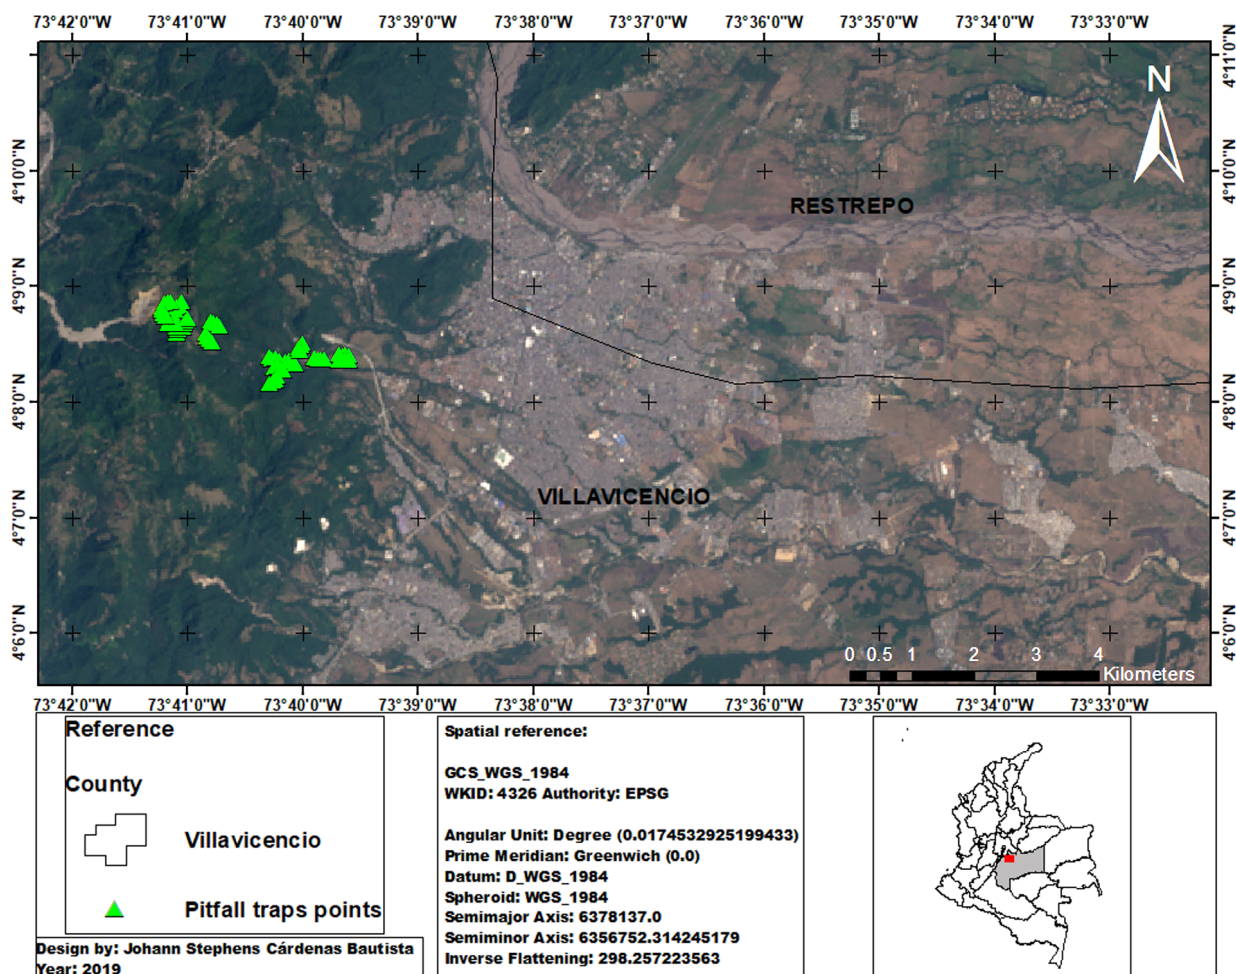 73°42'0"W 73°41'0"W 73°40'0"W 73°39'0"W 73°38'0"W 73°37'0"W 73°36'0"W 73°35'0"W 73°34'0"W 73°33'0"W
4°11'0"N
N
4°10'0"N 4°10'0"N
RESTREPO
4°9'0"N 4°9'0"N
4°8'0"N 4°8'0"N
VILLAVICENCIO
4°7'0"N 4°7'0"N
4°6'0"N 4°6'0"N
0 0.5 1 2 3 4
Kilometers
73°42'0"W 73°41'0"W 73°40'0"W 73°39'0"W 73°38'0"W 73°37'0"W 73°36'0"W 73°35'0"W 73°34'0"W 73°33'0"W
Reference
County
Villavicencio
Pitfall traps points
Design by: Johann Stephens Cárdenas Bautista
Year: 2019
Spatial reference:
GCS_WGS_1984
WKID: 4326 Authority: EPSG
Angular Unit: Degree (0.0174532925199433)
Prime Meridian: Greenwich (0.0)
Datum: D_WGS_1984
Spheroid: WGS_1984
Semimajor Axis: 6378137.0
Semiminor Axis: 6356752.314245179
Inverse Flattening: 298.257223563